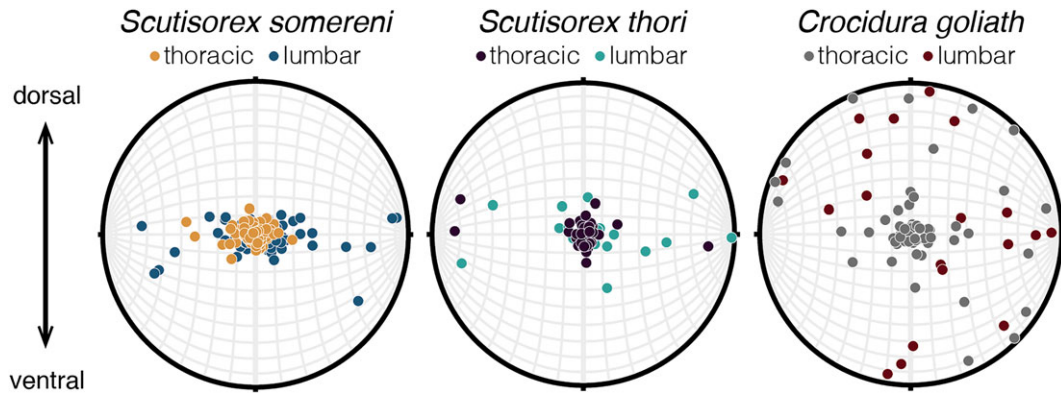 Scutisorex somereni
thoracic lumbar
Scutisorex thori
thoracic lumbar
Crocidura goliath
thoracic lumbar
dorsal
ventral